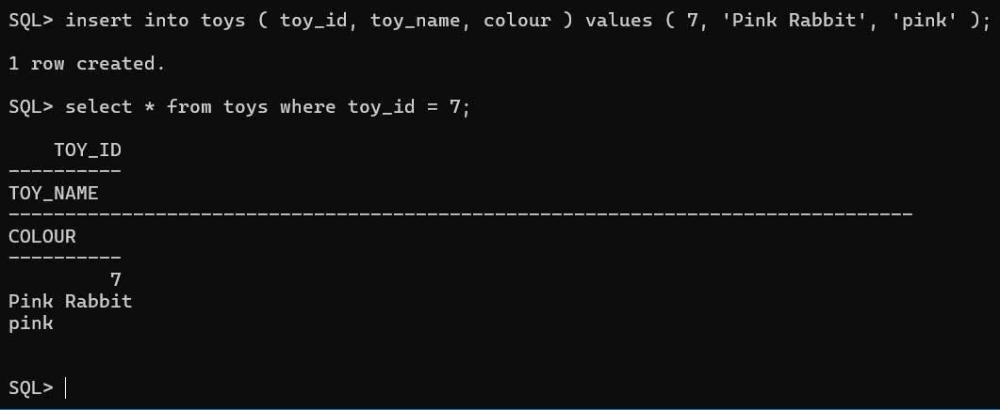 SQL> insert into toys ( toy_id, toy_name, colour ) values ( 7, 'Pink Rabbit', 'pink' );
1 row created.
SQL> select * from toys where toy_id = 7;
    TOY_ID
----------
TOY_NAME
--------------------------------------------------------------------------------
COLOUR
----------
         7
Pink Rabbit
pink
SQL>